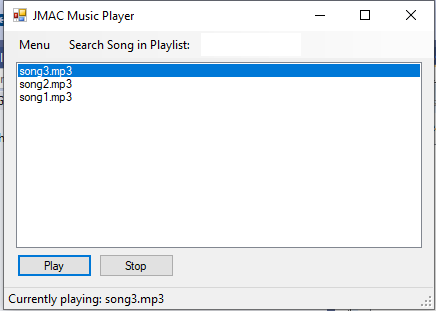 JMAC Music Player
Menu Search Song in Playlist:
song3.mp3
song2.mp3
song1.mp3
Play Stop
Currently playing: song3.mp3